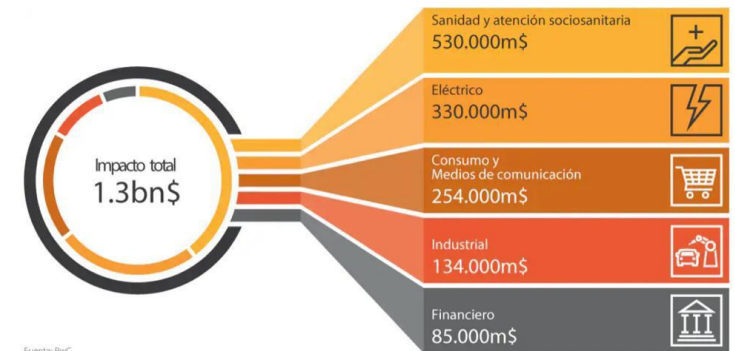 Impacto total
1.3bn$
Sanidad y atención sociosanitaria
530.000m$
Eléctrico
330.000m$
Consumo y
Medios de comunicación
254.000m$
Industrial
134.000m$
Financiero
85.000m$